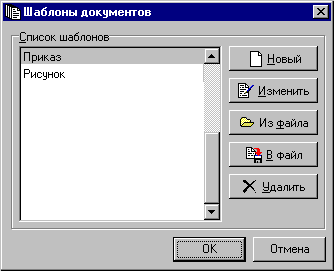 Шаблоны документов
Список шаблонов
Приказ
Рисунок
Новый
Изменить
Из файла
В файл
Удалить
OK
Отмена